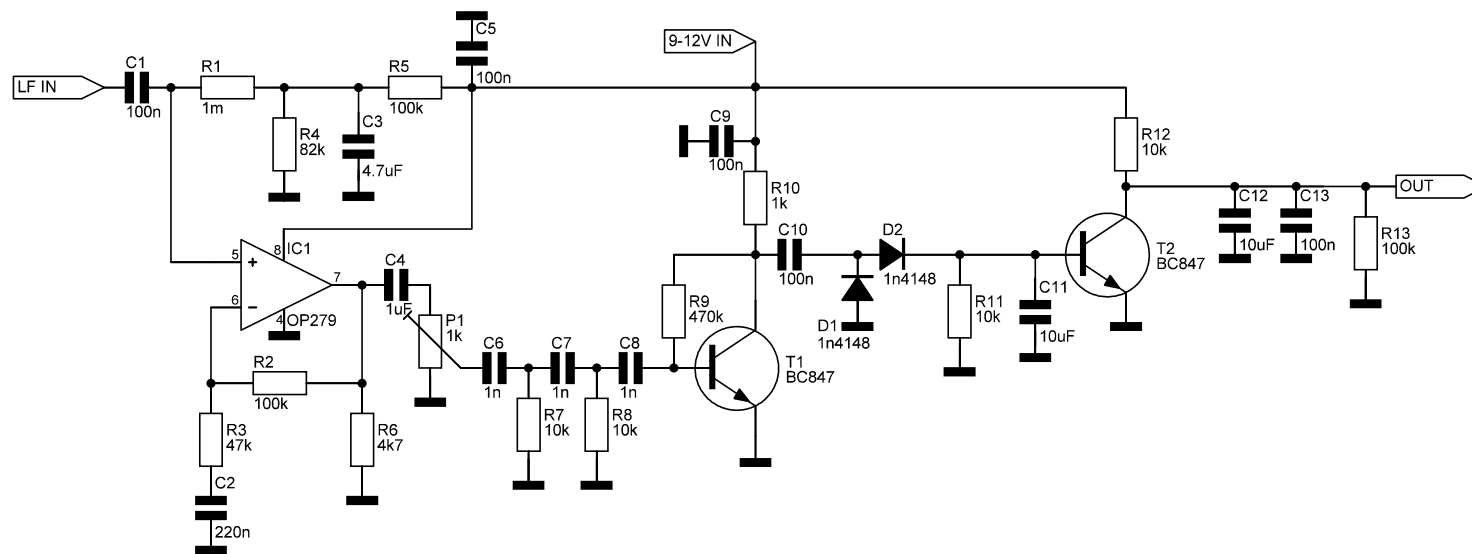 LF IN
C1
100n
R1
1m
R4
82k
C3
4.7uF
R5
100k
C5
100n
9-12V IN
C9
100n
R10
1k
R12
10k
OUT
C12
10uF
C13
100n
R13
100k
T2
BC847
C10
100n
D2
1n4148
D1
1n4148
R11
10k
C11
10uF
R9
470k
T1
BC847
5
6
8
IC1
7
4
OP279
C4
1uF
P1
1k
C6
1n
C7
1n
C8
1n
R7
10k
R8
10k
R2
100k
R3
47k
R6
4k7
C2
220n